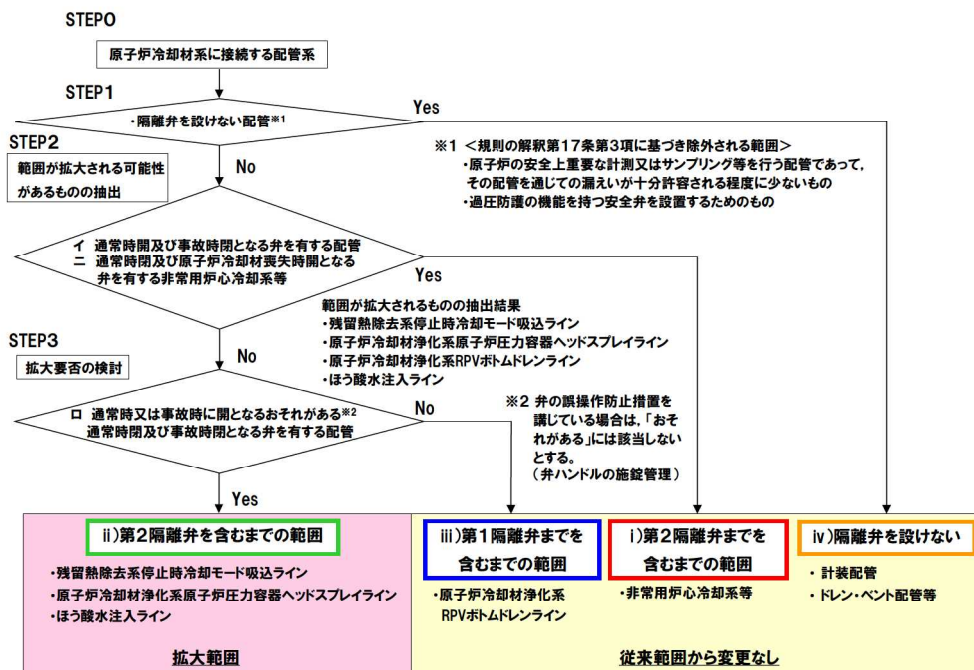 STEP0
原子炉冷却材系に接続する配管系
STEP1
・隔離弁を設けない配管※1
Yes
No
※1 <規則の解釈第17条第3項に基づき除外される範囲>
・原子炉の安全上重要な計測又はサンプリング等を行う配管であって,
その配管を通じての漏えいが十分許容される程度に少ないもの
・過圧防護の機能を持つ安全弁を設置するためのもの
STEP2
範囲が拡大される可能性
があるものの抽出
イ 通常時開及び事故時閉となる弁を有する配管
ニ 通常時閉及び原子炉冷却材喪失時開となる
弁を有する非常用炉心冷却系等
Yes
No
範囲が拡大されるものの抽出結果
・残留熱除去系停止時冷却モード吸込ライン
・原子炉冷却材浄化系原子炉圧力容器ヘッドスプレイライン
・原子炉冷却材浄化系RPVボトムドレンライン
・ほう酸水注入ライン
STEP3
拡大要否の検討
ロ 通常時又は事故時に開となるおそれがある※2
通常時閉及び事故時閉となる弁を有する配管
No
Yes
※2 弁の誤操作防止措置を
講じている場合は,「おそ
れがある」には該当しない
とする。
(弁ハンドルの施錠管理)
ⅱ)第2隔離弁を含むまでの範囲
・残留熱除去系停止時冷却モード吸込ライン
・原子炉冷却材浄化系原子炉圧力容器ヘッドスプレイライン
・ほう酸水注入ライン
拡大範囲
ⅲ)第1隔離弁までを
含むまでの範囲
・原子炉冷却材浄化系
RPVボトムドレンライン
ⅰ)第2隔離弁までを
含むまでの範囲
・非常用炉心冷却系等
ⅳ)隔離弁を設けない
・計装配管
・ドレン・ベント配管等
従来範囲から変更なし